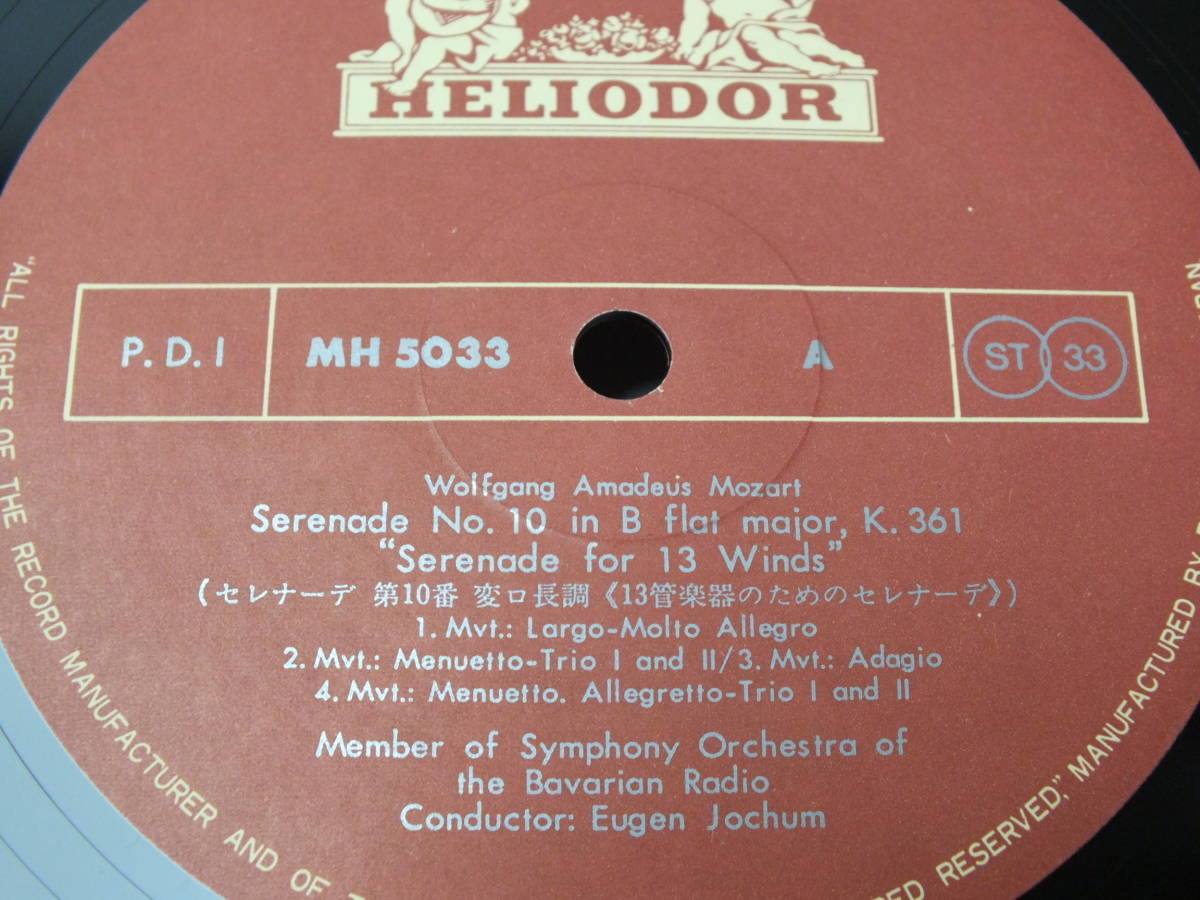 HELIODOR
P. D. I
MH 5033
A
ST 33
Wolfgang Amadeus Mozart
Serenade No. 10 in B flat major, K. 361
“Serenade for 13 Winds”
(セレナーデ 第10番 変ロ長調《13管楽器のためのセレナーデ》)
1. Mvt.: Largo-Molto Allegro
2. Mvt.: Menuetto-Trio I and II/3. Mvt.: Adagio
4. Mvt.: Menuetto. Allegretto-Trio I and II
Member of Symphony Orchestra of
the Bavarian Radio
Conductor: Eugen Jochum
“ALL RIGHTS OF THE RECORD MANUFACTURER AND OF RESERVED”, MANUFACTURED BY